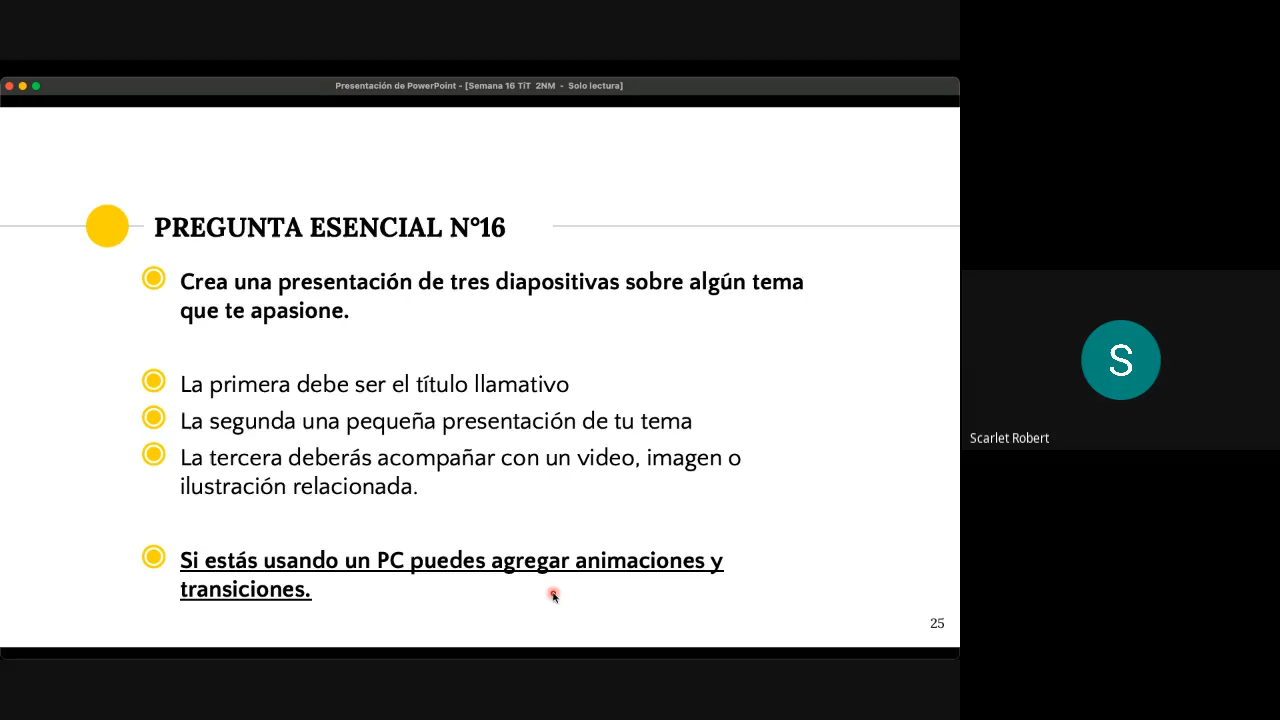 Presentación de PowerPoint - [Semana 16 TIT 2NM - Solo lectura]
PREGUNTA ESENCIAL N°16
Crea una presentación de tres diapositivas sobre algún tema
que te apasione.
La primera debe ser el título llamativo
La segunda una pequeña presentación de tu tema
La tercera deberás acompañar con un video, imagen o
ilustración relacionada.
Si estás usando un PC puedes agregar animaciones y
transiciones.
25
S
Scarlet Robert